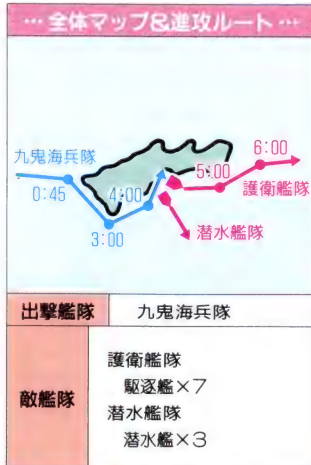 … 全体マップ&進攻ルート …
6:00
九鬼海兵隊
5:00
0:45
4:00
護衛艦隊
3:00
潜水艦隊
出撃艦隊 九鬼海兵隊
敵艦隊
護衛艦隊
駆逐艦×7
潜水艦隊
潜水艦×3